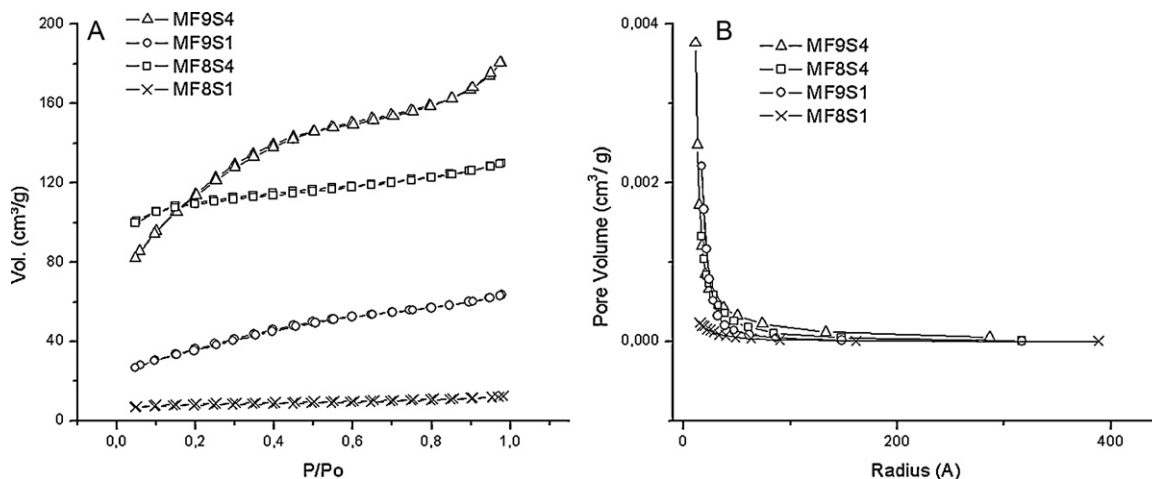 A
MF9S4
MF9S1
MF8S4
MF8S1
200
160
120
80
40
0
0,0
0,2
0,4
0,6
0,8
1,0
Vol. (cm³/g)
P/Po
B
MF9S4
MF8S4
MF9S1
MF8S1
0,004
0,002
0,000
0
200
400
Pore Volume (cm³/ g)
Radius (A)